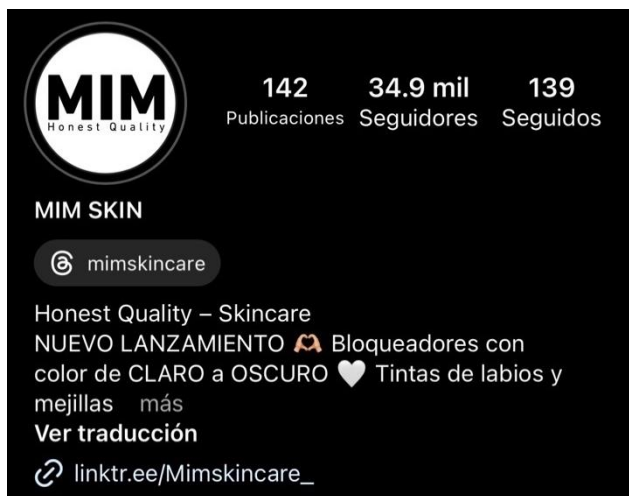 MIM
Honest Quality
142
Publicaciones
34.9 mil
Seguidores
139
Seguidos
MIM SKIN
mimskincare
Honest Quality – Skincare
NUEVO LANZAMIENTO 🫶🏼 Bloqueadores con
color de CLARO a OSCURO 🤍 Tintas de labios y
mejillas más
Ver traducción
linktr.ee/Mimskincare_